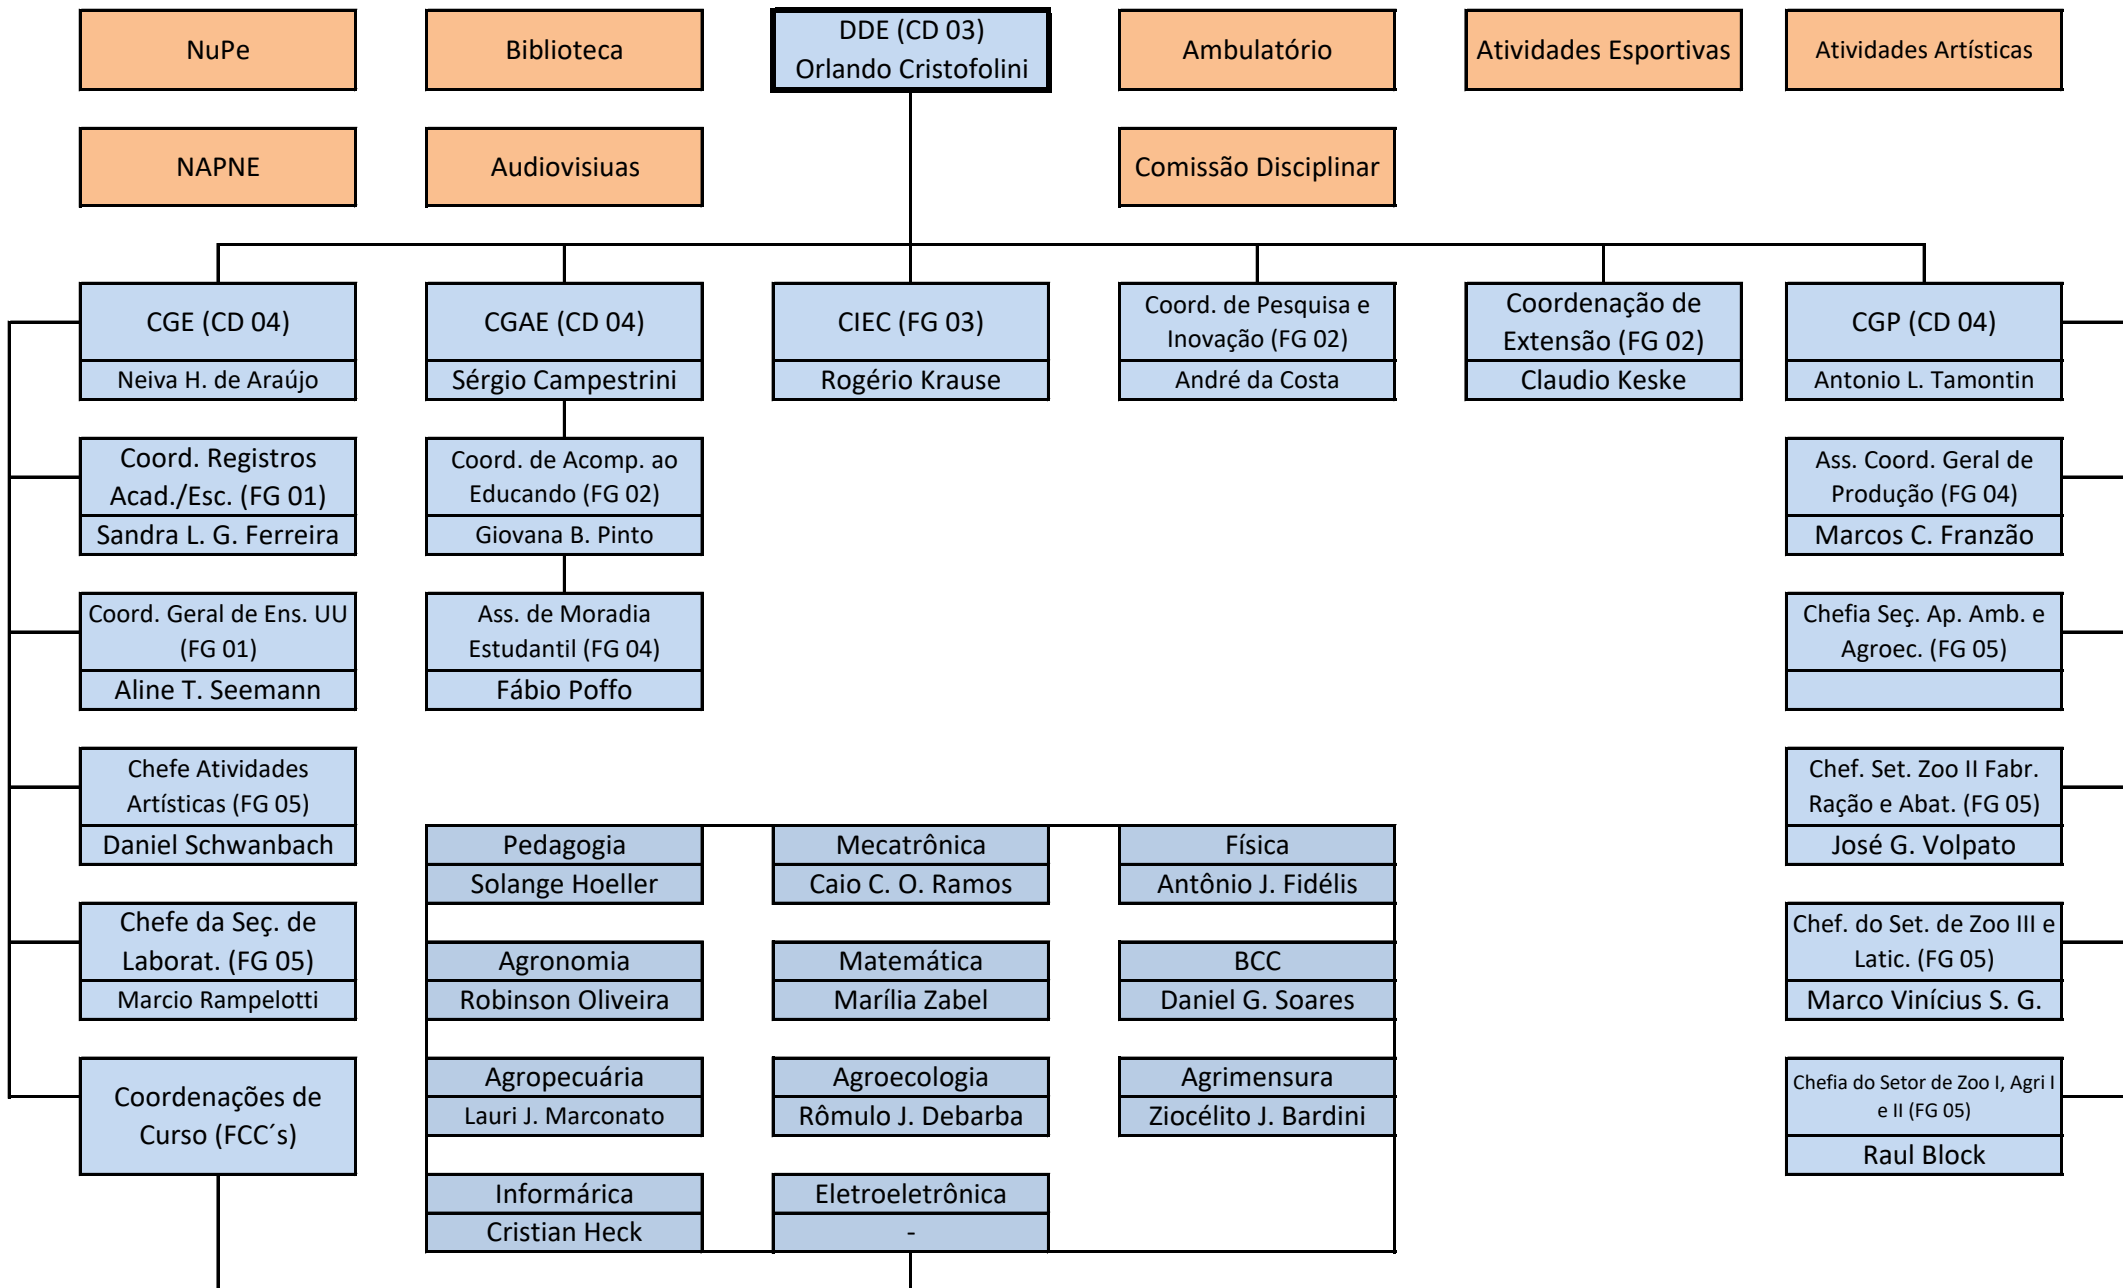 NuPe
Biblioteca
DDE (CD 03)
Orlando Cristofolini
Ambulatório
Atividades Esportivas
Atividades Artísticas
NAPNE
Audiovisiuas
Comissão Disciplinar
CGE (CD 04)
Neiva H. de Araújo
CGAE (CD 04)
Sérgio Campestrini
CIEC (FG 03)
Rogério Krause
Coord. de Pesquisa e
Inovação (FG 02)
André da Costa
Coordenação de
Extensão (FG 02)
Claudio Keske
CGP (CD 04)
Antonio L. Tamontin
Coord. Registros
Acad./Esc. (FG 01)
Sandra L. G. Ferreira
Coord. de Acomp. ao
Educando (FG 02)
Giovana B. Pinto
Ass. Coord. Geral de
Produção (FG 04)
Marcos C. Franzão
Coord. Geral de Ens. UU
(FG 01)
Aline T. Seemann
Ass. de Moradia
Estudantil (FG 04)
Fábio Poffo
Chefia Seç. Ap. Amb. e
Agroec. (FG 05)
Chefe Atividades
Artísticas (FG 05)
Daniel Schwanbach
Chef. Set. Zoo II Fabr.
Ração e Abat. (FG 05)
José G. Volpato
Pedagogia
Solange Hoeller
Mecatrônica
Caio C. O. Ramos
Física
Antônio J. Fidélis
Chefe da Seç. de
Laborat. (FG 05)
Marcio Rampelotti
Agronomia
Robinson Oliveira
Matemática
Marília Zabel
BCC
Daniel G. Soares
Chef. do Set. de Zoo III e
Latic. (FG 05)
Marco Vinícius S. G.
Coordenações de
Curso (FCC´s)
Agropecuária
Lauri J. Marconato
Agroecologia
Rômulo J. Debarba
Agrimensura
Ziocélito J. Bardini
Chefia do Setor de Zoo I, Agri I
e II (FG 05)
Raul Block
Informárica
Cristian Heck
Eletroeletrônica
-